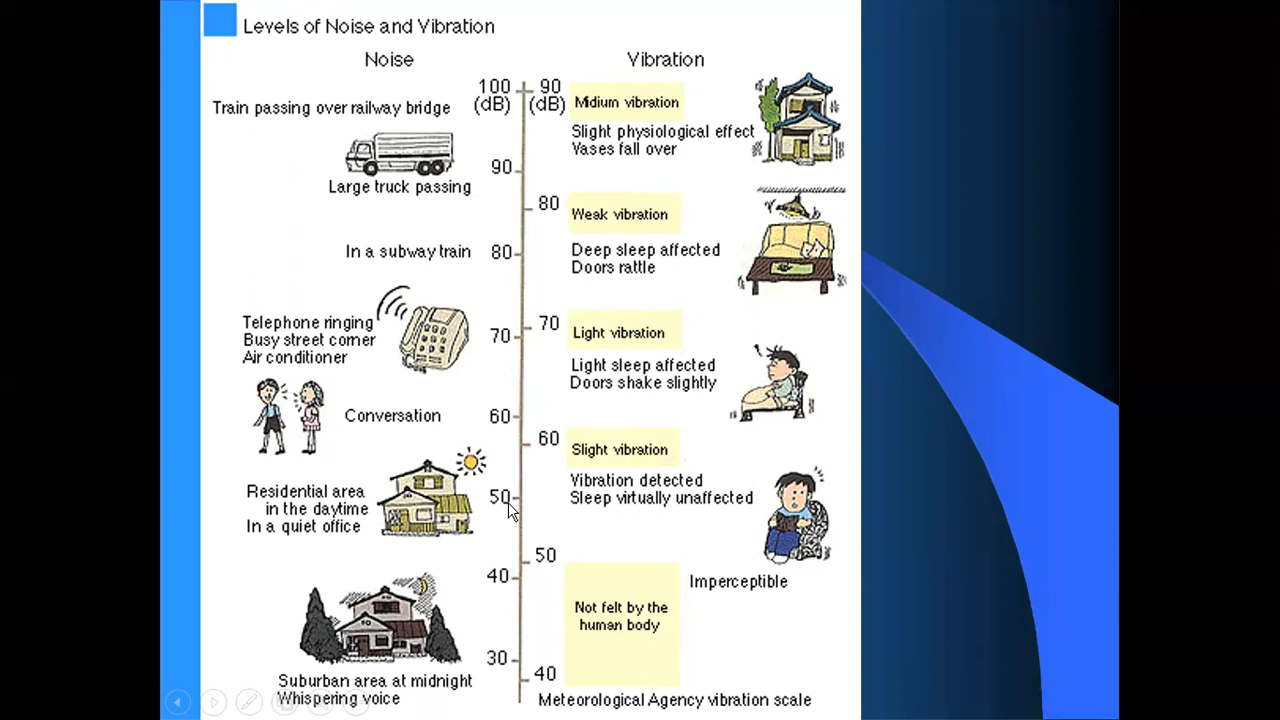 Levels of Noise and Vibration
Noise
Vibration
100
(dB)
90
(dB)
Train passing over railway bridge
Midium vibration
Slight physiological effect
Vases fall over
90
Large truck passing
80
Weak vibration
In a subway train
80
Deep sleep affected
Doors rattle
Telephone ringing
Busy street corner
Air conditioner
70
70
Light vibration
Light sleep affected
Doors shake slightly
Conversation
60
60
Slight vibration
Vibration detected
Sleep virtually unaffected
Residential area
in the daytime
In a quiet office
50
50
40
Imperceptible
Not felt by the
human body
30
40
Suburban area at midnight
Whispering voice
Meteorological Agency vibration scale